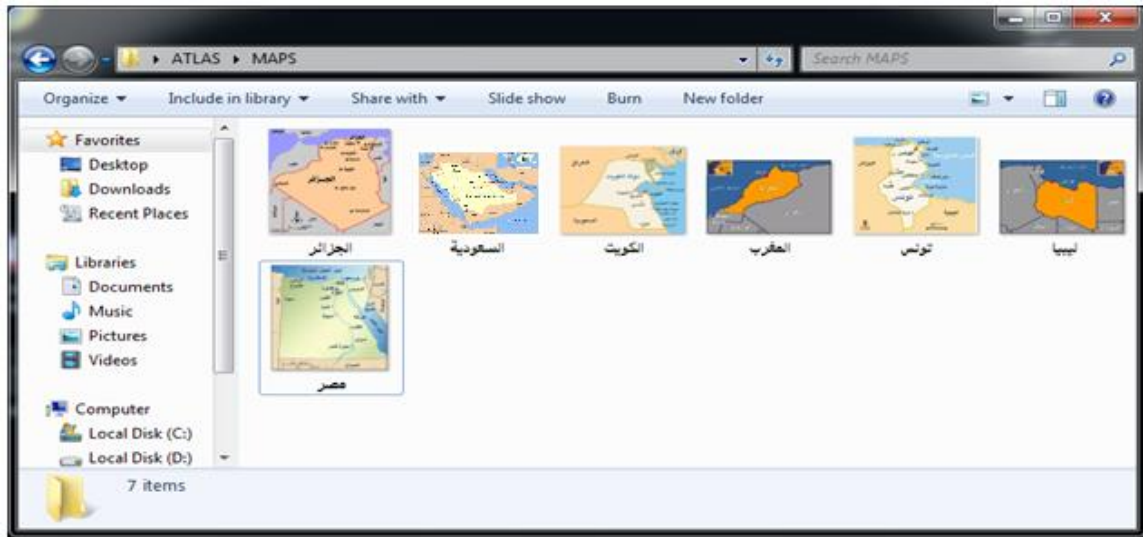 ATLAS MAPS
Search MAPS
Organize Include in library Share with Slide show Burn New folder
Favorites
Desktop
Downloads
Recent Places
Libraries
Documents
Music
Pictures
Videos
Computer
Local Disk (C:)
Local Disk (D:)
الجزائر
السعودية
الكويت
المغرب
تونس
ليبيا
مصر
7 items